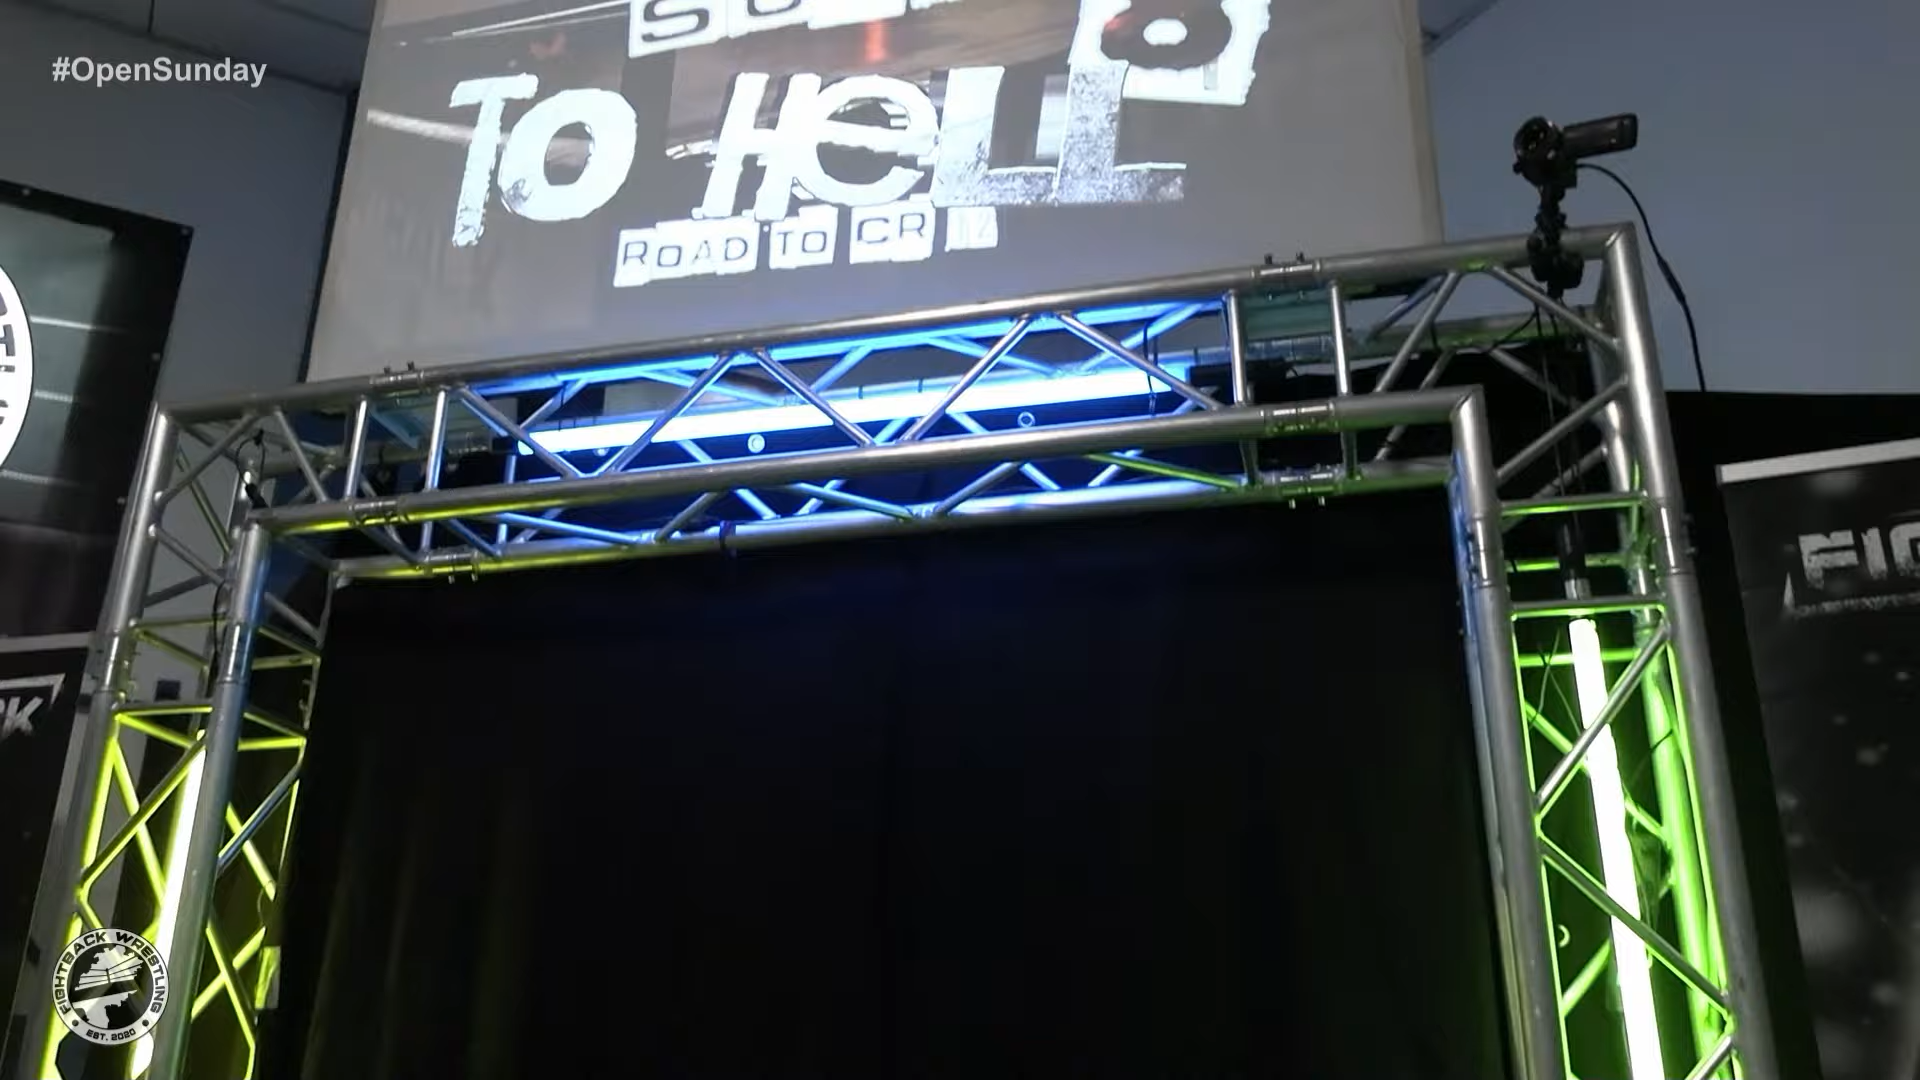 #OpenSunday
TO HELL
ROAD TO CR 12
FIGHTBACK WRESTLING
EST. 2020